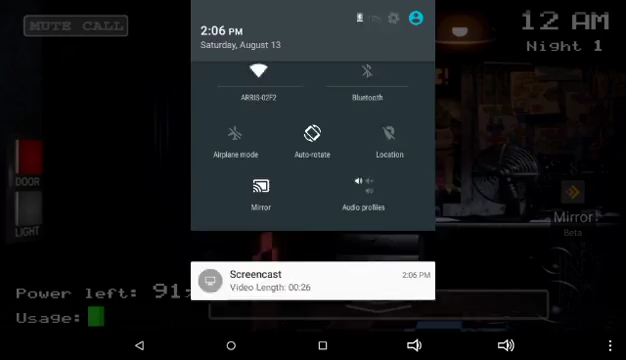 MUTE CALL
2:06 PM
Saturday, August 13
12 AM
Night 1
ARRIS-02F2
Bluetooth
Airplane mode
Auto-rotate
Location
Mirror
Audio profiles
DOOR
LIGHT
Mirror
Beta
Screencast
2:06 PM
Video Length: 00:26
Power left: 91%
Usage: